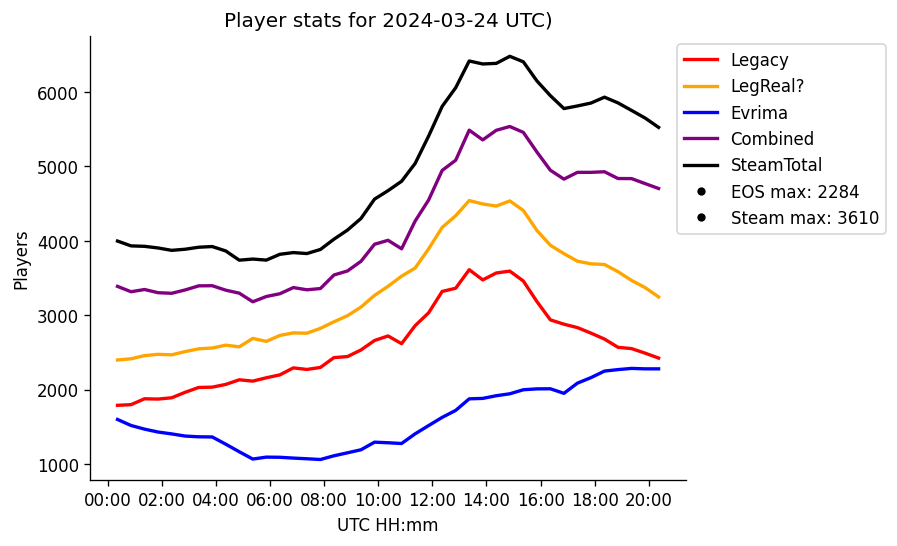 Player stats for 2024-03-24 UTC)
Legacy
LegReal?
Evrima
Combined
SteamTotal
EOS max: 2284
Steam max: 3610
Players
6000
5000
4000
3000
2000
1000
00:00 02:00 04:00 06:00 08:00 10:00 12:00 14:00 16:00 18:00 20:00
UTC HH:mm